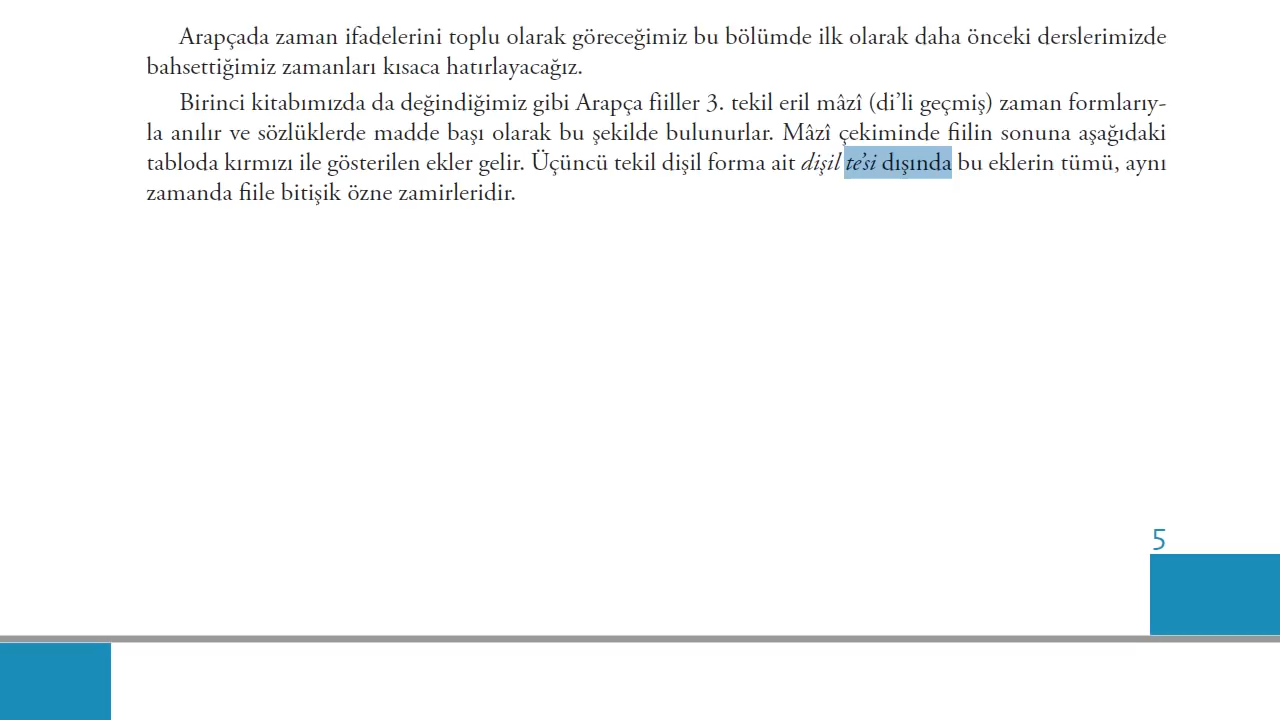 Arapçada zaman ifadelerini toplu olarak göreceğimiz bu bölümde ilk olarak daha önceki derslerimizde
bahsettiğimiz zamanları kısaca hatırlayacağız.
Birinci kitabımızda da değindiğimiz gibi Arapça fiiller 3. tekil eril mâzî (di’li geçmiş) zaman formlarıy-
la anılır ve sözlüklerde madde başı olarak bu şekilde bulunurlar. Mâzî çekiminde fiilin sonuna aşağıdaki
tabloda kırmızı ile gösterilen ekler gelir. Üçüncü tekil dişil forma ait dişil te’si dışında bu eklerin tümü, aynı
zamanda fiile bitişik özne zamirleridir.
5